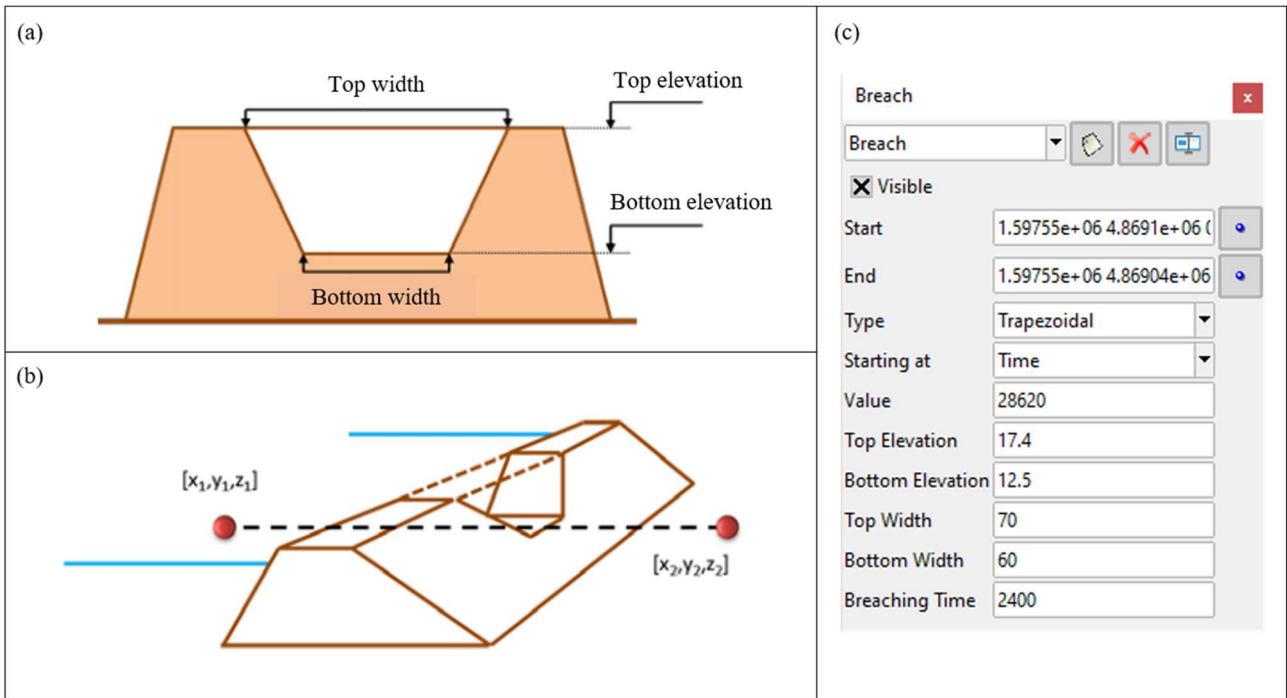 (a)
Top width
Top elevation
Bottom elevation
Bottom width
(b)
[x₁,y₁,z₁]
[x₂,y₂,z₂]
(c)
Breach
x
Breach
Visible
Start 1.59755e+06 4.8691e+06 (
End 1.59755e+06 4.86904e+06
Type Trapezoidal
Starting at Time
Value 28620
Top Elevation 17.4
Bottom Elevation 12.5
Top Width 70
Bottom Width 60
Breaching Time 2400